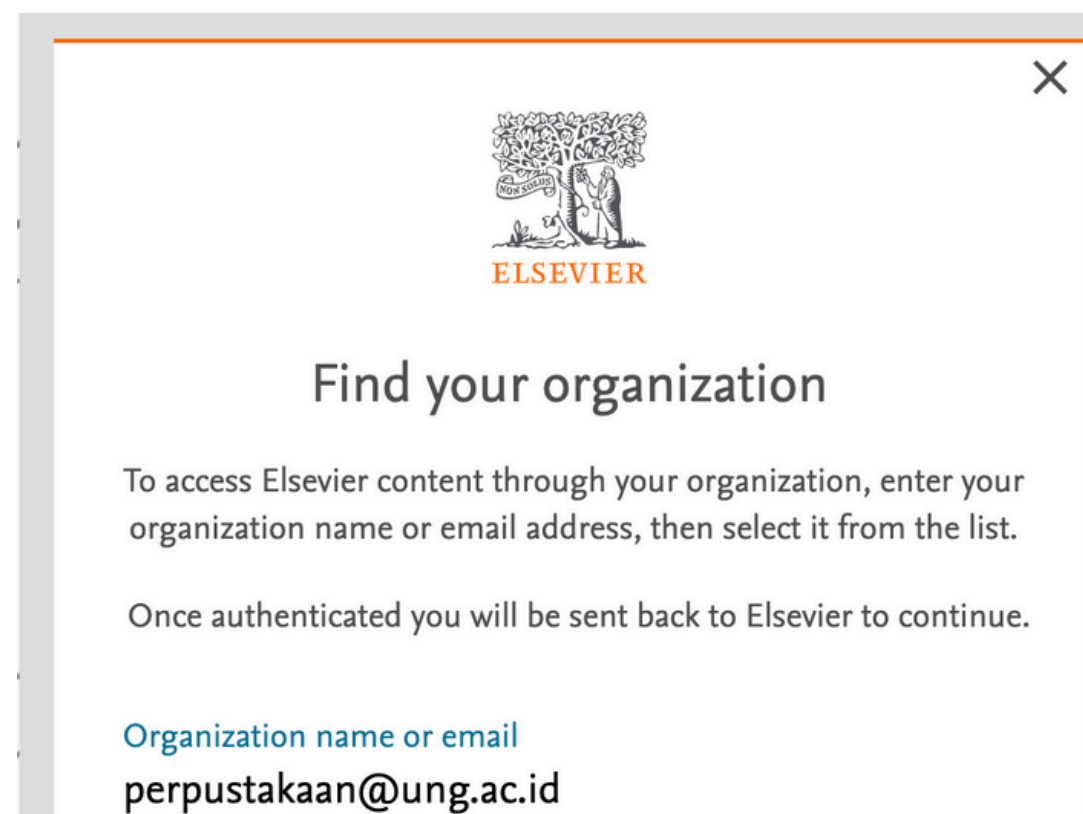 NON SOLUS
ELSEVIER
Find your organization
To access Elsevier content through your organization, enter your
organization name or email address, then select it from the list.
Once authenticated you will be sent back to Elsevier to continue.
Organization name or email
perpustakaan@ung.ac.id